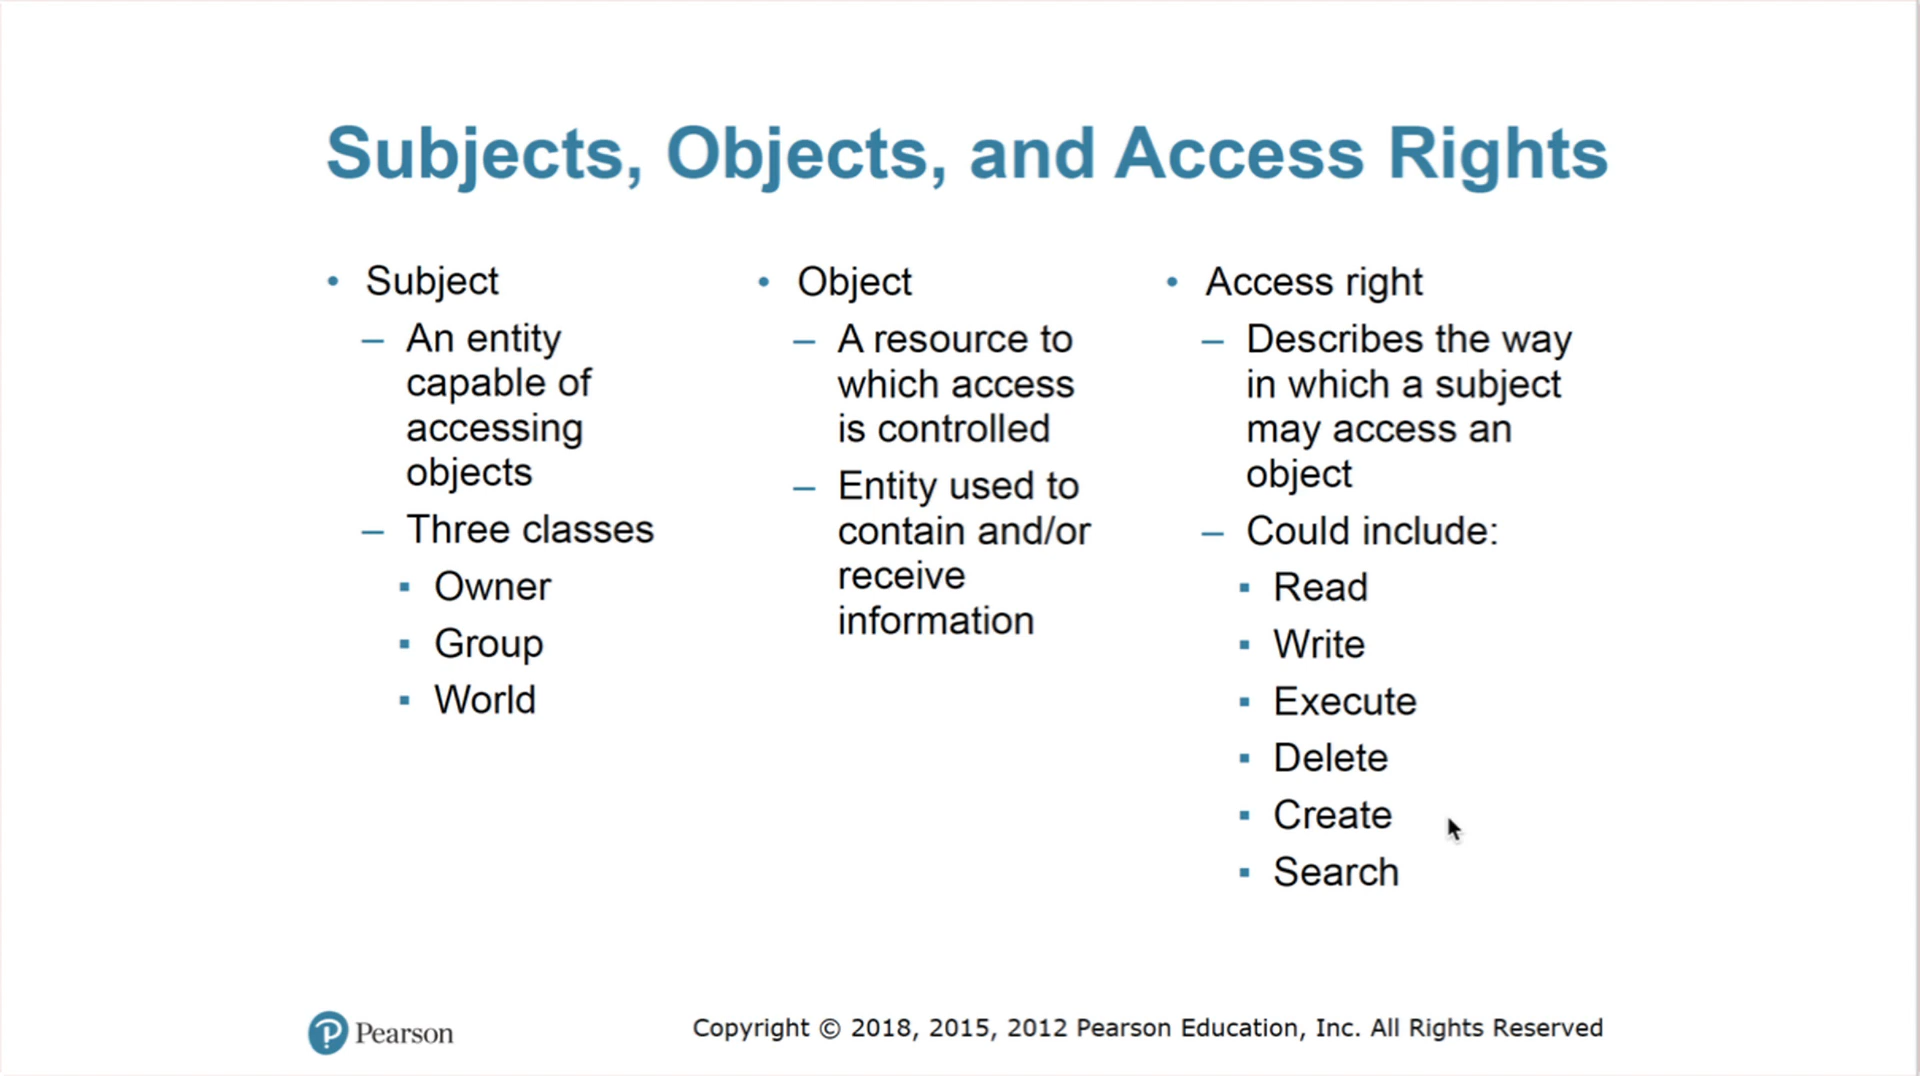 Subjects, Objects, and Access Rights
• Subject
– An entity
capable of
accessing
objects
– Three classes
▪ Owner
▪ Group
▪ World
• Object
– A resource to
which access
is controlled
– Entity used to
contain and/or
receive
information
• Access right
– Describes the way
in which a subject
may access an
object
– Could include:
▪ Read
▪ Write
▪ Execute
▪ Delete
▪ Create
▪ Search
Pearson
Copyright © 2018, 2015, 2012 Pearson Education, Inc. All Rights Reserved